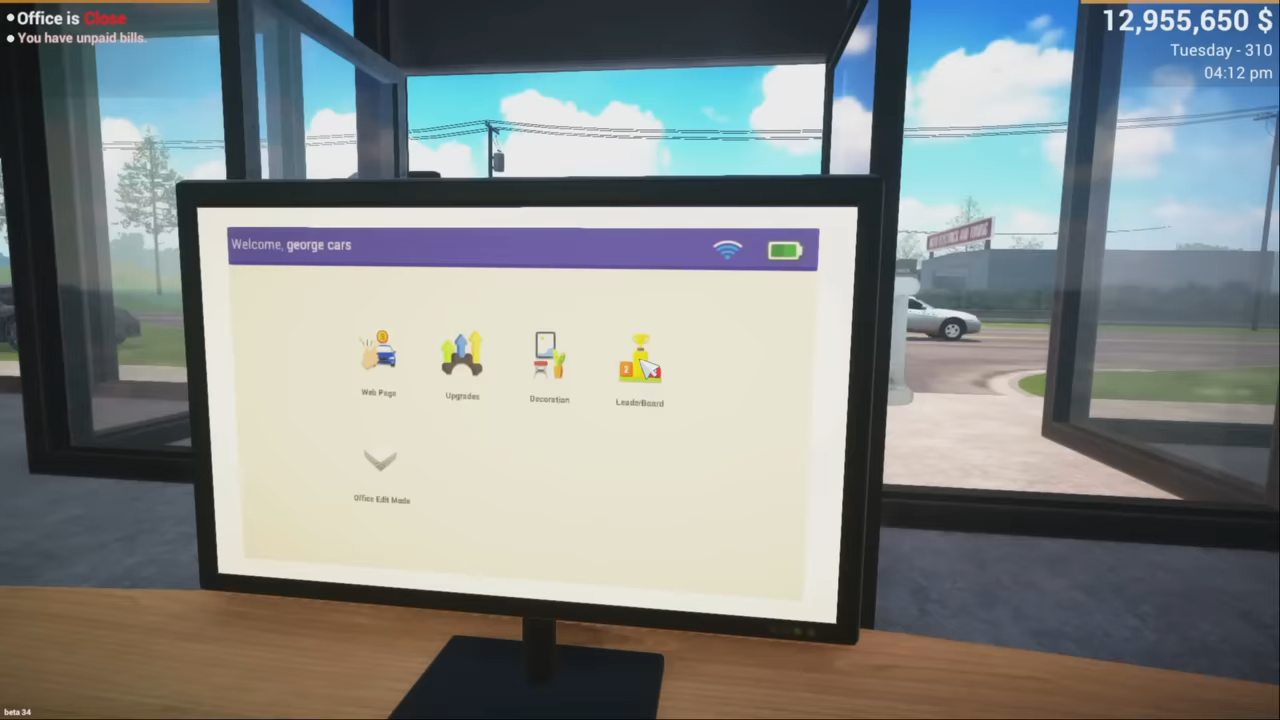 Office is Close
You have unpaid bills.
12,955,650 $
Tuesday - 310
04:12 pm
Welcome, george cars
Web Page
Upgrades
Decoration
LeaderBoard
Office Edit Mode
beta 34